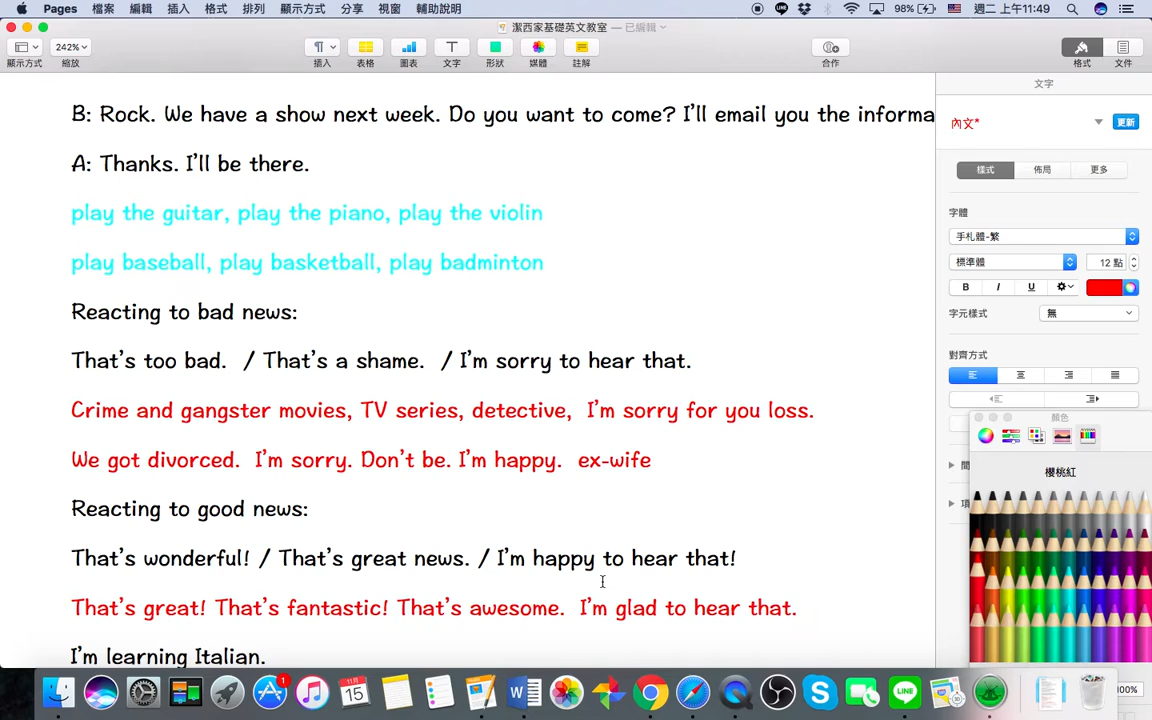 Pages 檔案 編輯 插入 格式 排列 顯示方式 分享 視窗 輔助說明 98% 週二 上午11:49
潔西家基礎英文教室 — 已編輯
242%
顯示方式 縮放 插入 表格 圖表 文字 形狀 媒體 註解 合作 格式 文件
文字
B: Rock. We have a show next week. Do you want to come? I'll email you the informa
內文* 更新
A: Thanks. I'll be there.
樣式 佈局 更多
play the guitar, play the piano, play the violin
字體
手札體-繁
play baseball, play basketball, play badminton
標準體 12 點
B I U
Reacting to bad news:
字元樣式 無
That's too bad. / That's a shame. / I'm sorry to hear that.
對齊方式
Crime and gangster movies, TV series, detective, I'm sorry for you loss.
顏色
We got divorced. I'm sorry. Don't be. I'm happy. ex-wife
櫻桃紅
Reacting to good news:
That's wonderful! / That's great news. / I'm happy to hear that!
That's great! That's fantastic! That's awesome. I'm glad to hear that.
I'm learning Italian.
1
NOV
15
LINE
100%